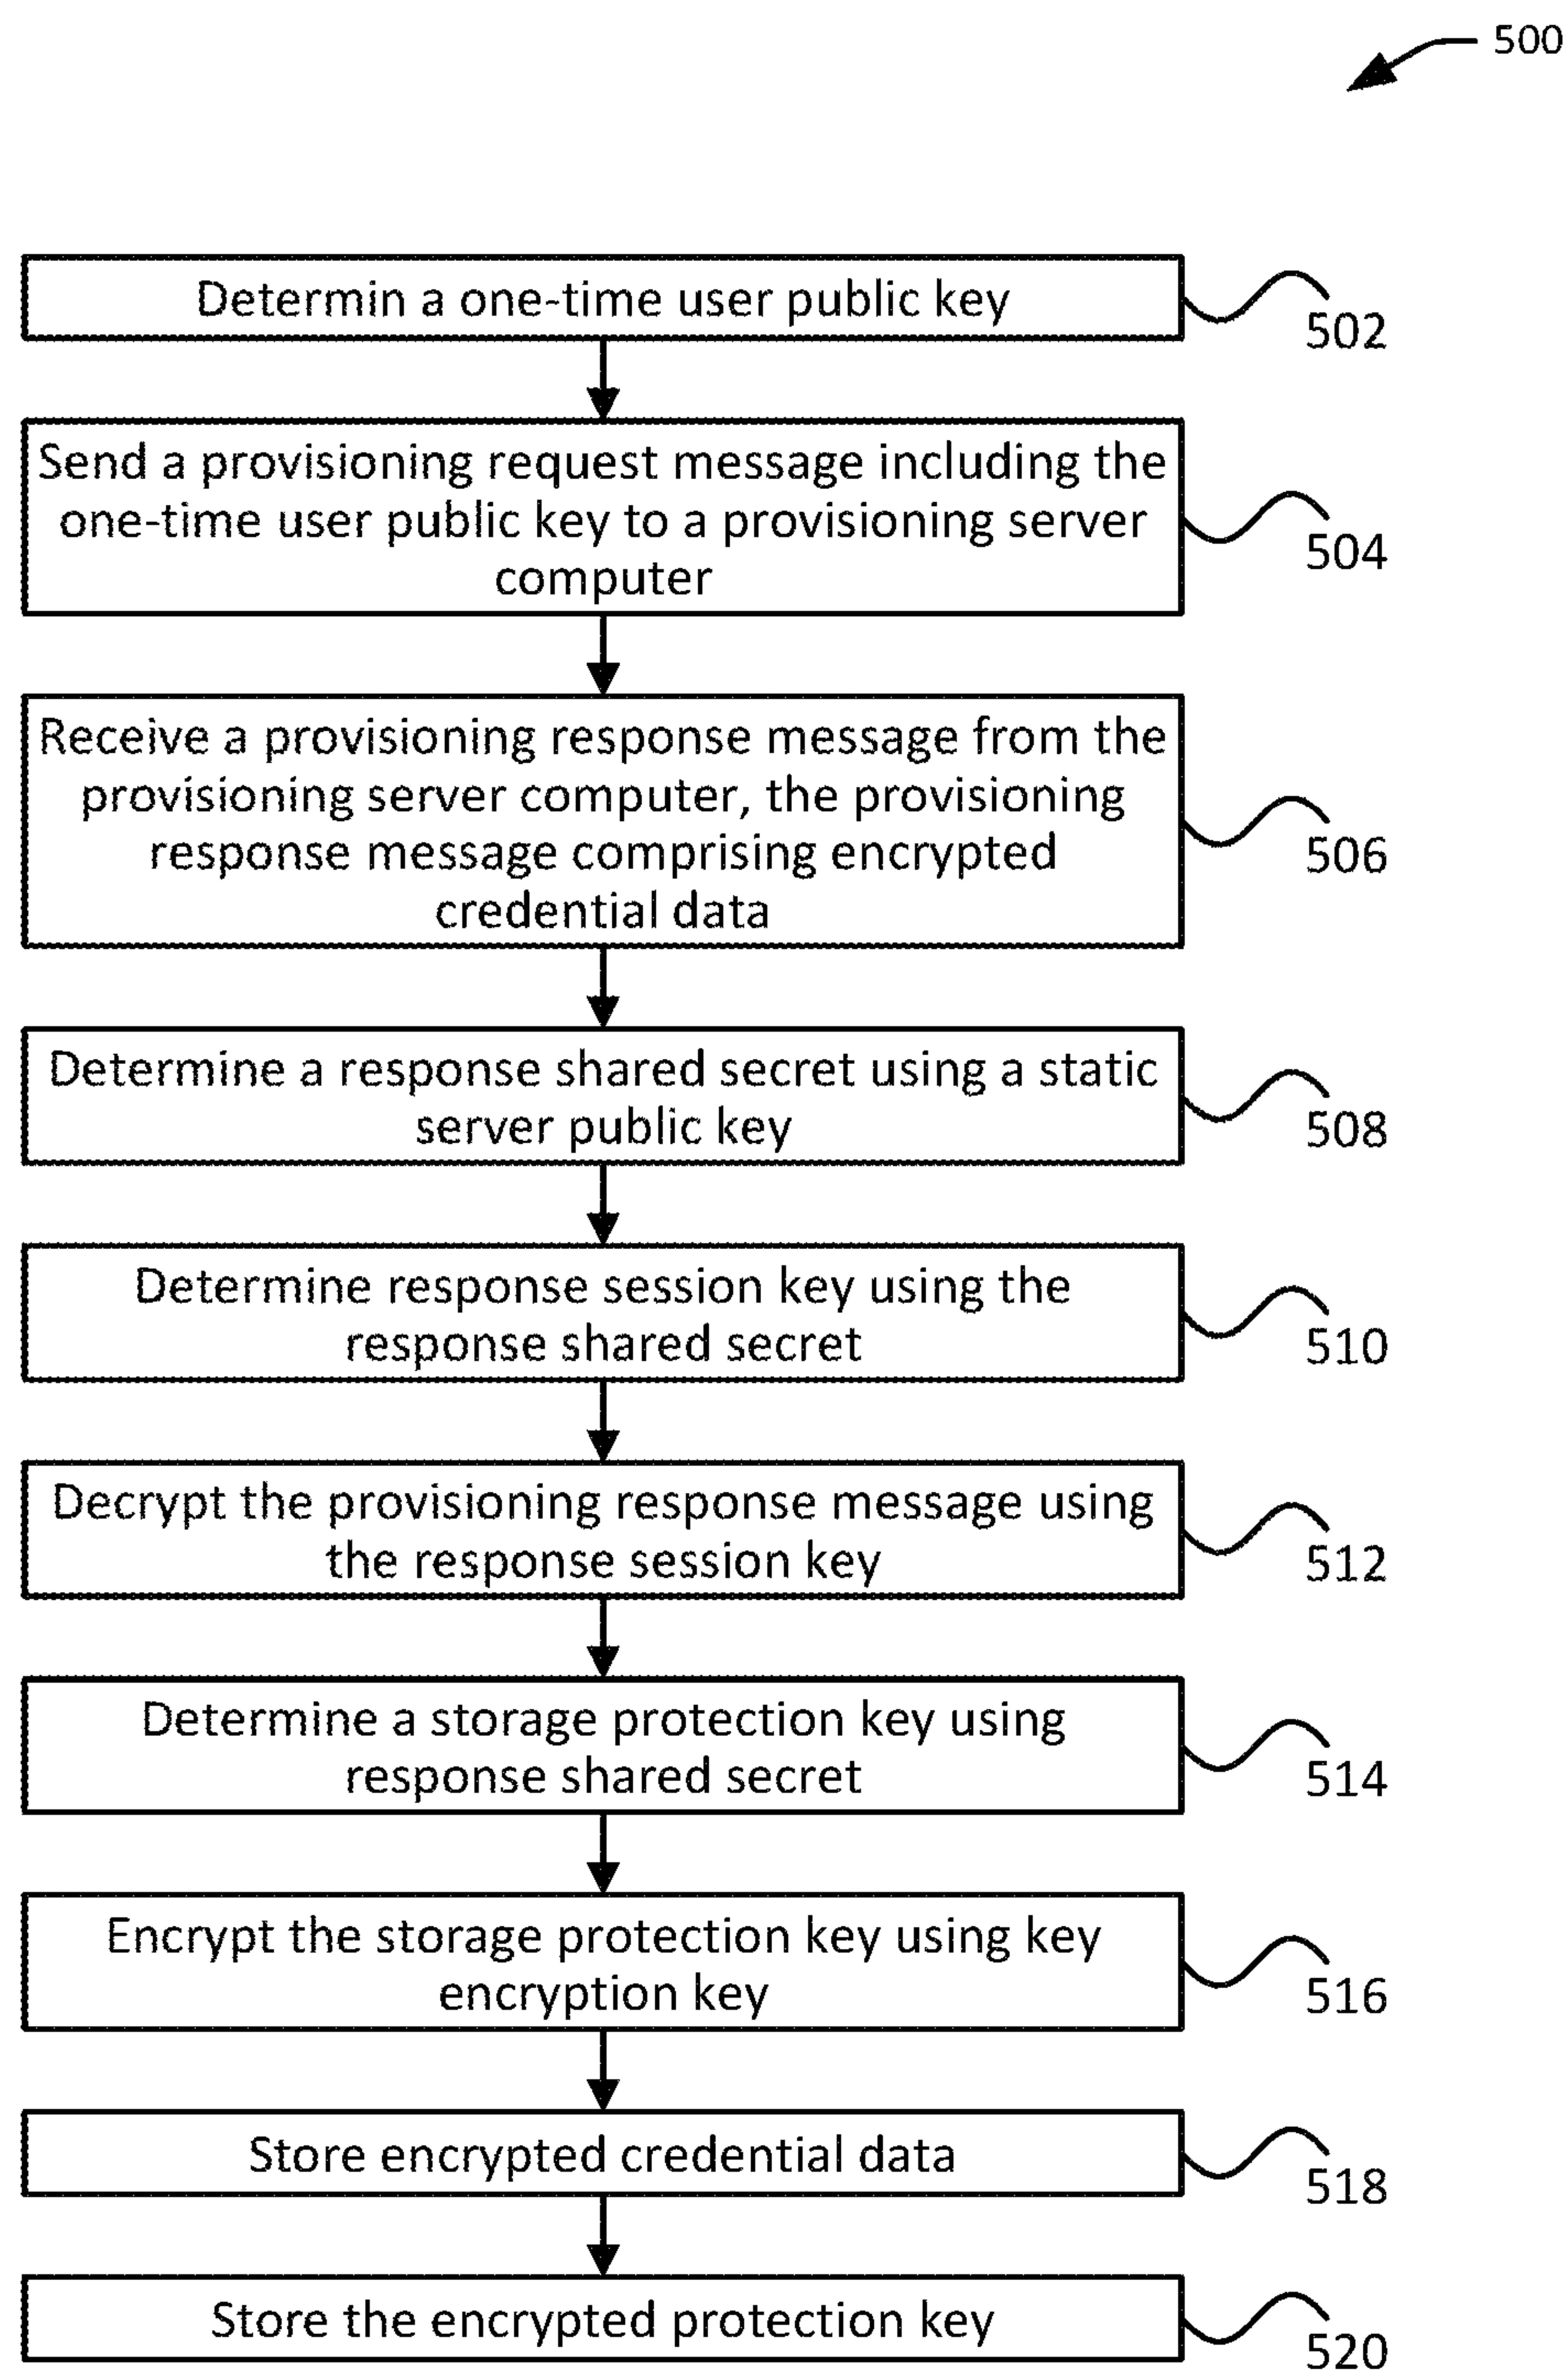 500
Determin a one-time user public key
502
Send a provisioning request message including the
one-time user public key to a provisioning server
computer
504
Receive a provisioning response message from the
provisioning server computer, the provisioning
response message comprising encrypted
credential data
506
Determine a response shared secret using a static
server public key
508
Determine response session key using the
response shared secret
510
Decrypt the provisioning response message using
the response session key
512
Determine a storage protection key using
response shared secret
514
Encrypt the storage protection key using key
encryption key
516
Store encrypted credential data
518
Store the encrypted protection key
520